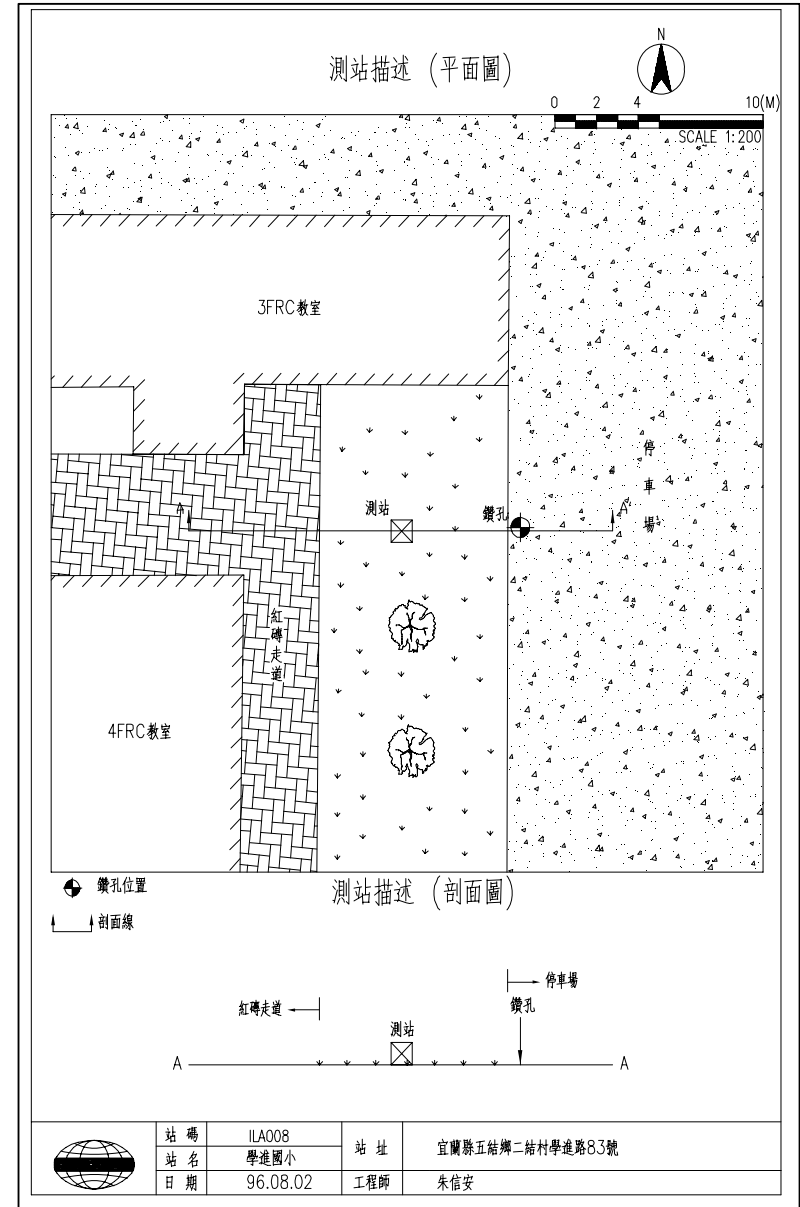 測站描述 (平面圖)
N
0 2 4 10(M)
SCALE 1:200
3FRC教室
停車場
測站
鑽孔
A A'
紅磚走道
4FRC教室
鑽孔位置
剖面線
測站描述 (剖面圖)
停車場
紅磚走道
鑽孔
測站
A A
站碼 ILA008
站名 學進國小
日期 96.08.02
站址 宜蘭縣五結鄉二結村學進路83號
工程師 朱信安